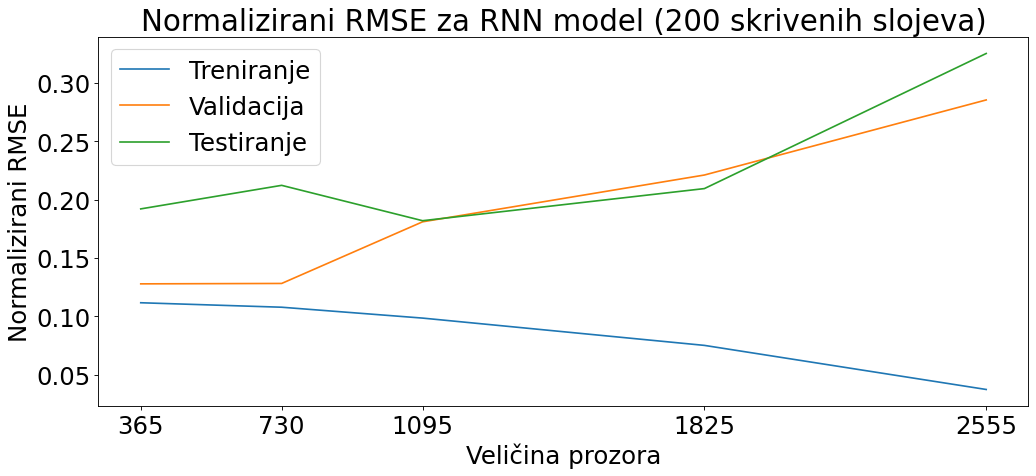 Normalizirani RMSE za RNN model (200 skrivenih slojeva)
Treniranje
Validacija
Testiranje
Normalizirani RMSE
0.30
0.25
0.20
0.15
0.10
0.05
365 730 1095 1825 2555
Veličina prozora